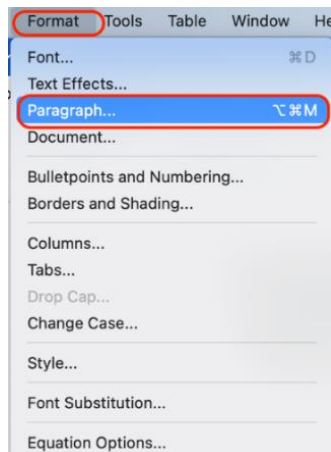 Format Tools Table Window He
Font... ⌘D
Text Effects...
Paragraph... ⌥⌘M
Document...
Bulletpoints and Numbering...
Borders and Shading...
Columns...
Tabs...
Drop Cap...
Change Case...
Style...
Font Substitution...
Equation Options...